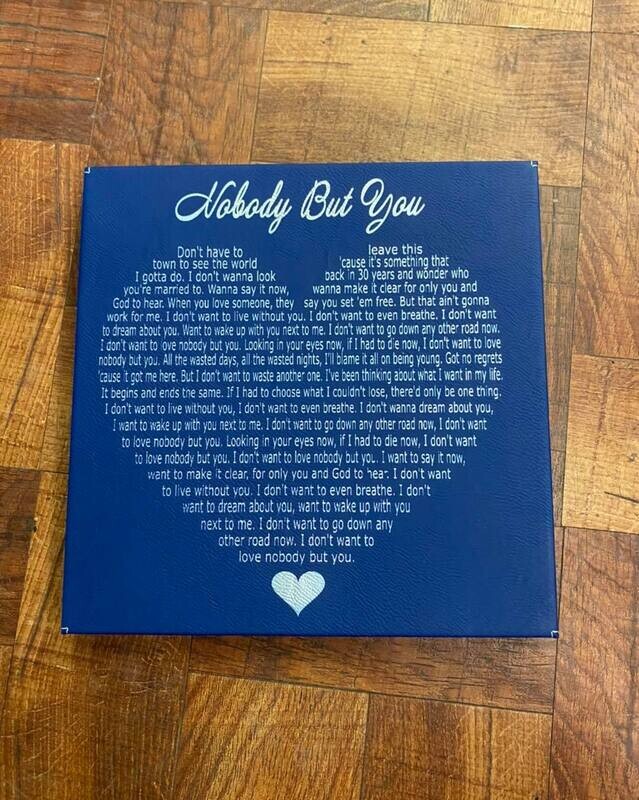 Nobody But You
Don't have to leave this
town to see the world 'cause it's something that
I gotta do. I don't wanna look back in 30 years and wonder who
you're married to. Wanna say it now, wanna make it clear for only you and
God to hear. When you love someone, they say you set 'em free. But that ain't gonna
work for me. I don't want to live without you. I don't want to even breathe. I don't want
to dream about you. Want to wake up with you next to me. I don't want to go down any other road now.
I don't want to love nobody but you. Looking in your eyes now, if I had to die now, I don't want to love
nobody but you. All the wasted days, all the wasted nights, I'll blame it all on being young. Got no regrets
'cause it got me here. But I don't want to waste another one. I've been thinking about what I want in my life.
It begins and ends the same. If I had to choose what I couldn't lose, there'd only be one thing.
I don't want to live without you, I don't want to even breathe. I don't wanna dream about you,
I want to wake up with you next to me. I don't want to go down any other road now, I don't want
to love nobody but you. Looking in your eyes now, if I had to die now, I don't want
to love nobody but you. I don't want to love nobody but you. I want to say it now,
want to make it clear, for only you and God to hear. I don't want
to live without you. I don't want to even breathe. I don't
want to dream about you, want to wake up with you
next to me. I don't want to go down any
other road now. I don't want to
love nobody but you.